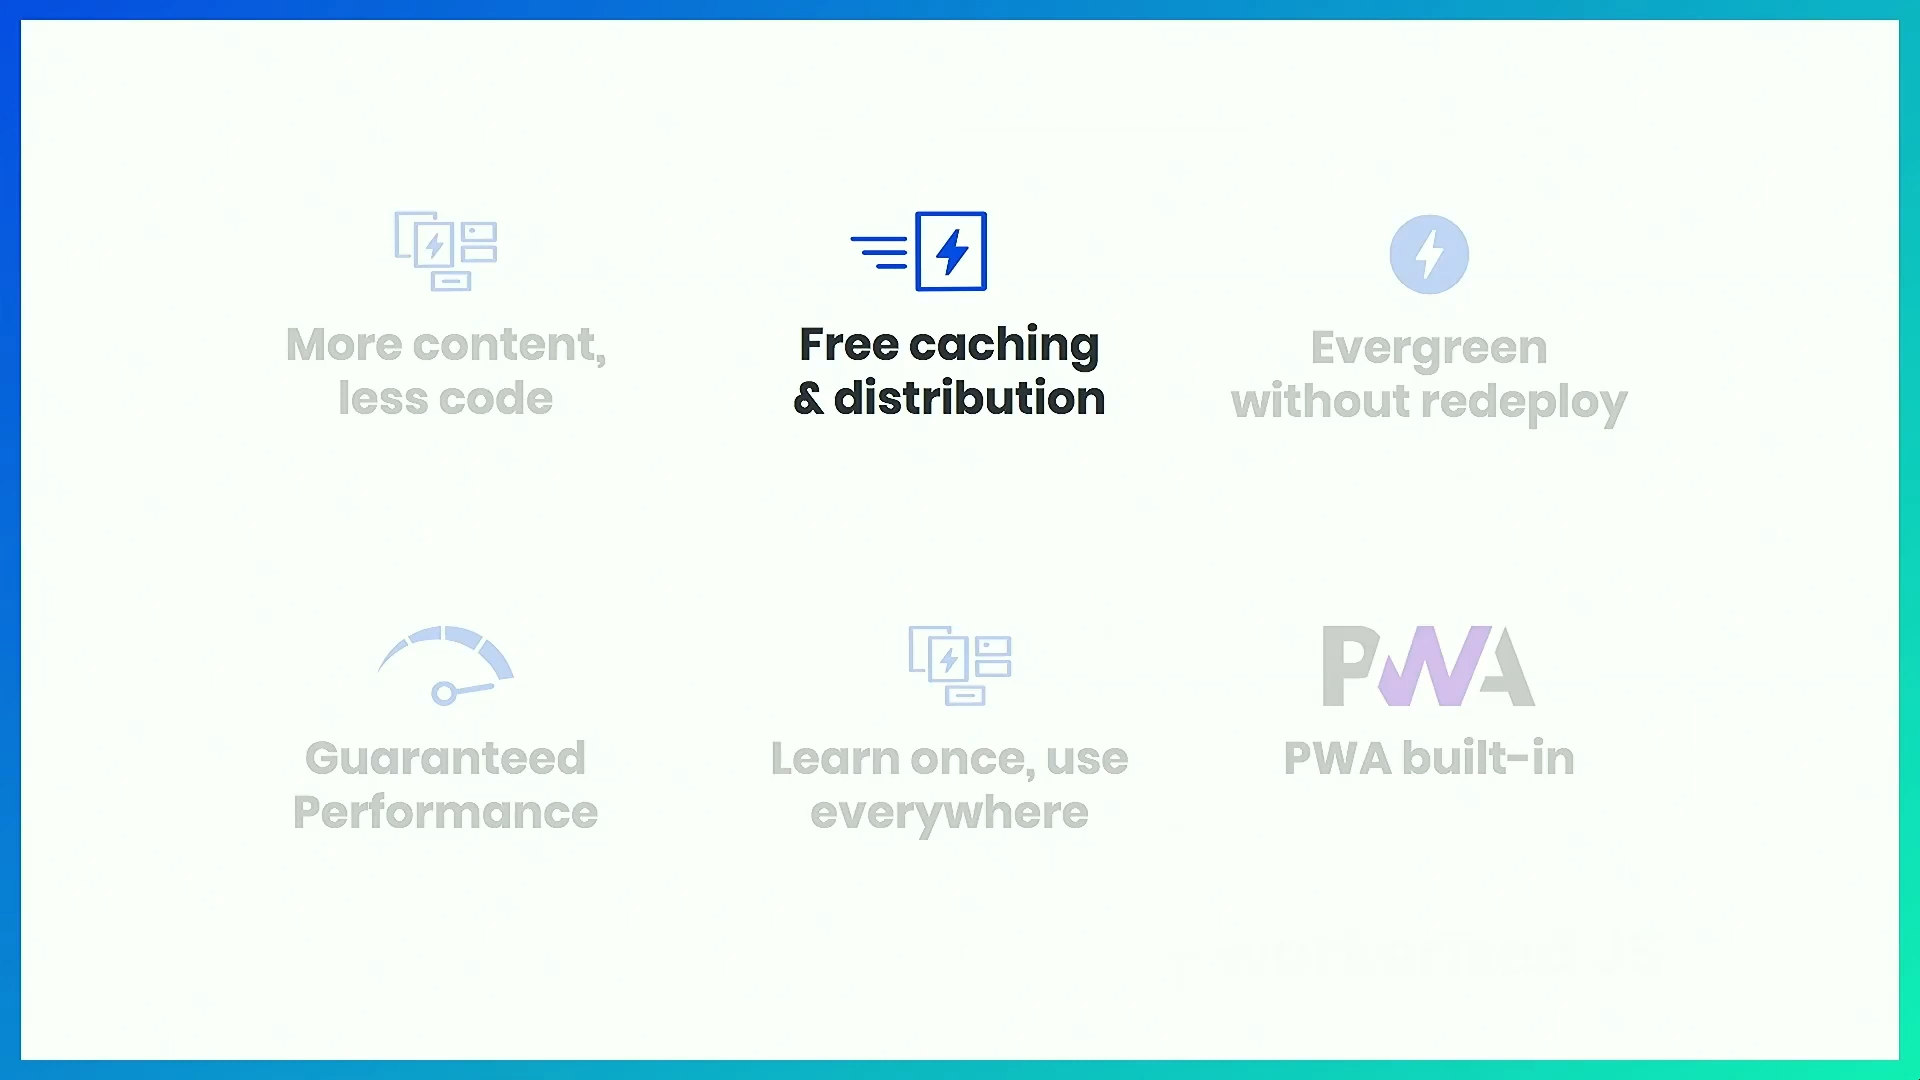 More content,
less code
Free caching
& distribution
Evergreen
without redeploy
Guaranteed
Performance
Learn once, use
everywhere
PWA
PWA built-in